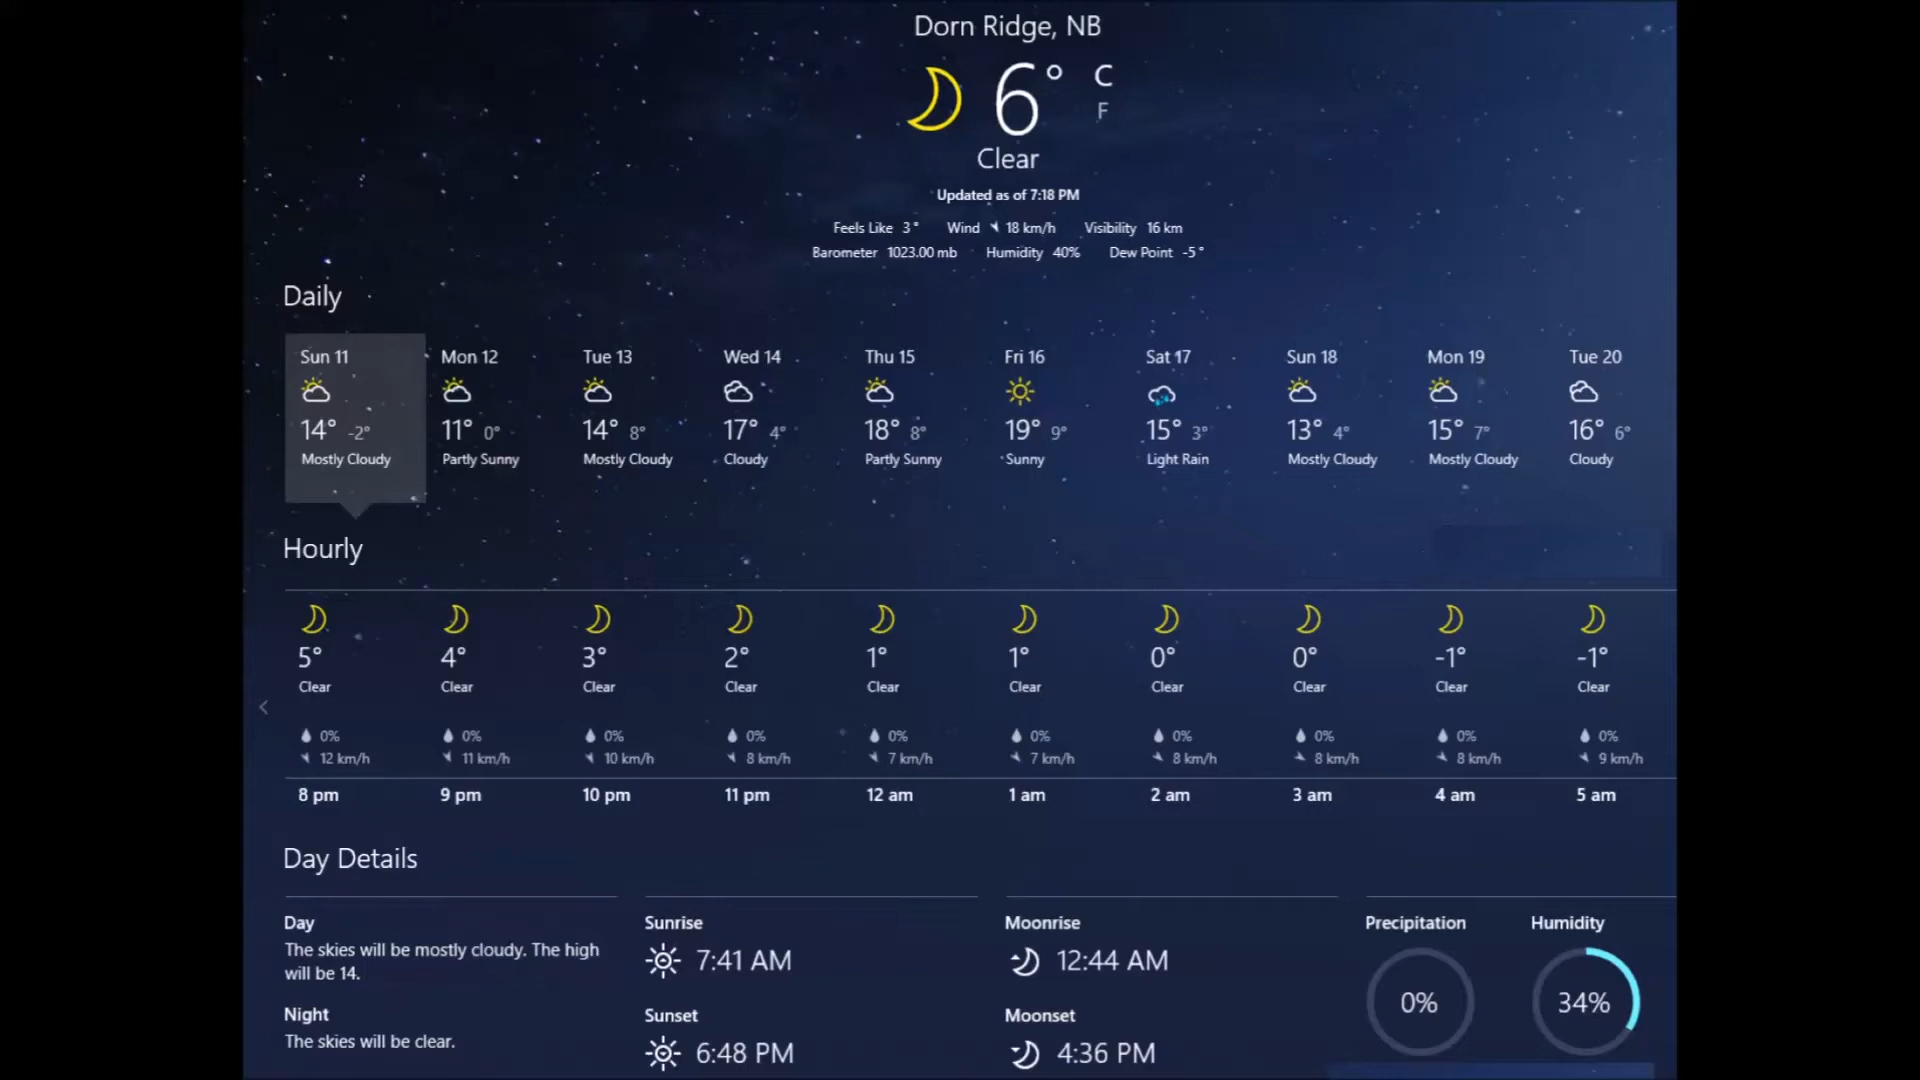 Dorn Ridge, NB
6° C
F
Clear
Updated as of 7:18 PM
Feels Like 3° Wind 18 km/h Visibility 16 km
Barometer 1023.00 mb Humidity 40% Dew Point -5°
Daily
Sun 11 Mon 12 Tue 13 Wed 14 Thu 15 Fri 16 Sat 17 Sun 18 Mon 19 Tue 20
14° -2° 11° 0° 14° 8° 17° 4° 18° 8° 19° 9° 15° 3° 13° 4° 15° 7° 16° 6°
Mostly Cloudy Partly Sunny Mostly Cloudy Cloudy Partly Sunny Sunny Light Rain Mostly Cloudy Mostly Cloudy Cloudy
Hourly
5° 4° 3° 2° 1° 1° 0° 0° -1° -1°
Clear Clear Clear Clear Clear Clear Clear Clear Clear Clear
0% 0% 0% 0% 0% 0% 0% 0% 0% 0%
12 km/h 11 km/h 10 km/h 8 km/h 7 km/h 7 km/h 8 km/h 8 km/h 8 km/h 9 km/h
8 pm 9 pm 10 pm 11 pm 12 am 1 am 2 am 3 am 4 am 5 am
Day Details
Day
The skies will be mostly cloudy. The high
will be 14.
Night
The skies will be clear.
Sunrise
7:41 AM
Sunset
6:48 PM
Moonrise
12:44 AM
Moonset
4:36 PM
Precipitation
0%
Humidity
34%